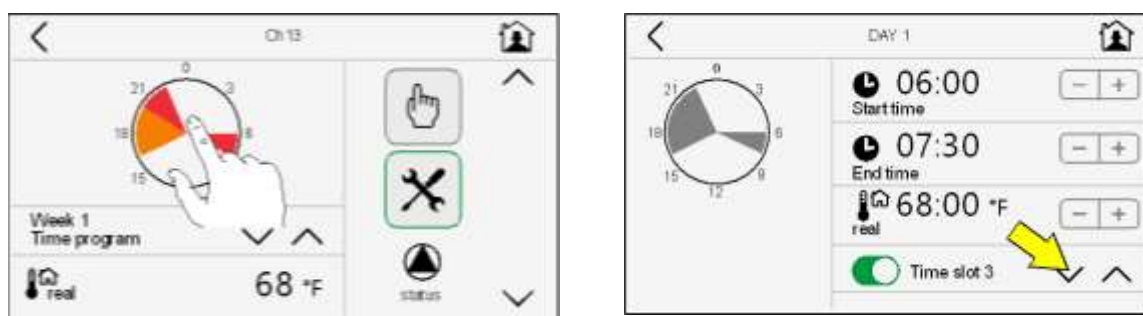 Ch 13
0
21
3
18
6
15
Week 1
Time program
real
68 °F
status
DAY 1
0
21
3
18
6
15
9
12
06:00
Start time
- +
07:30
End time
- +
68:00 °F
real
- +
Time slot 3